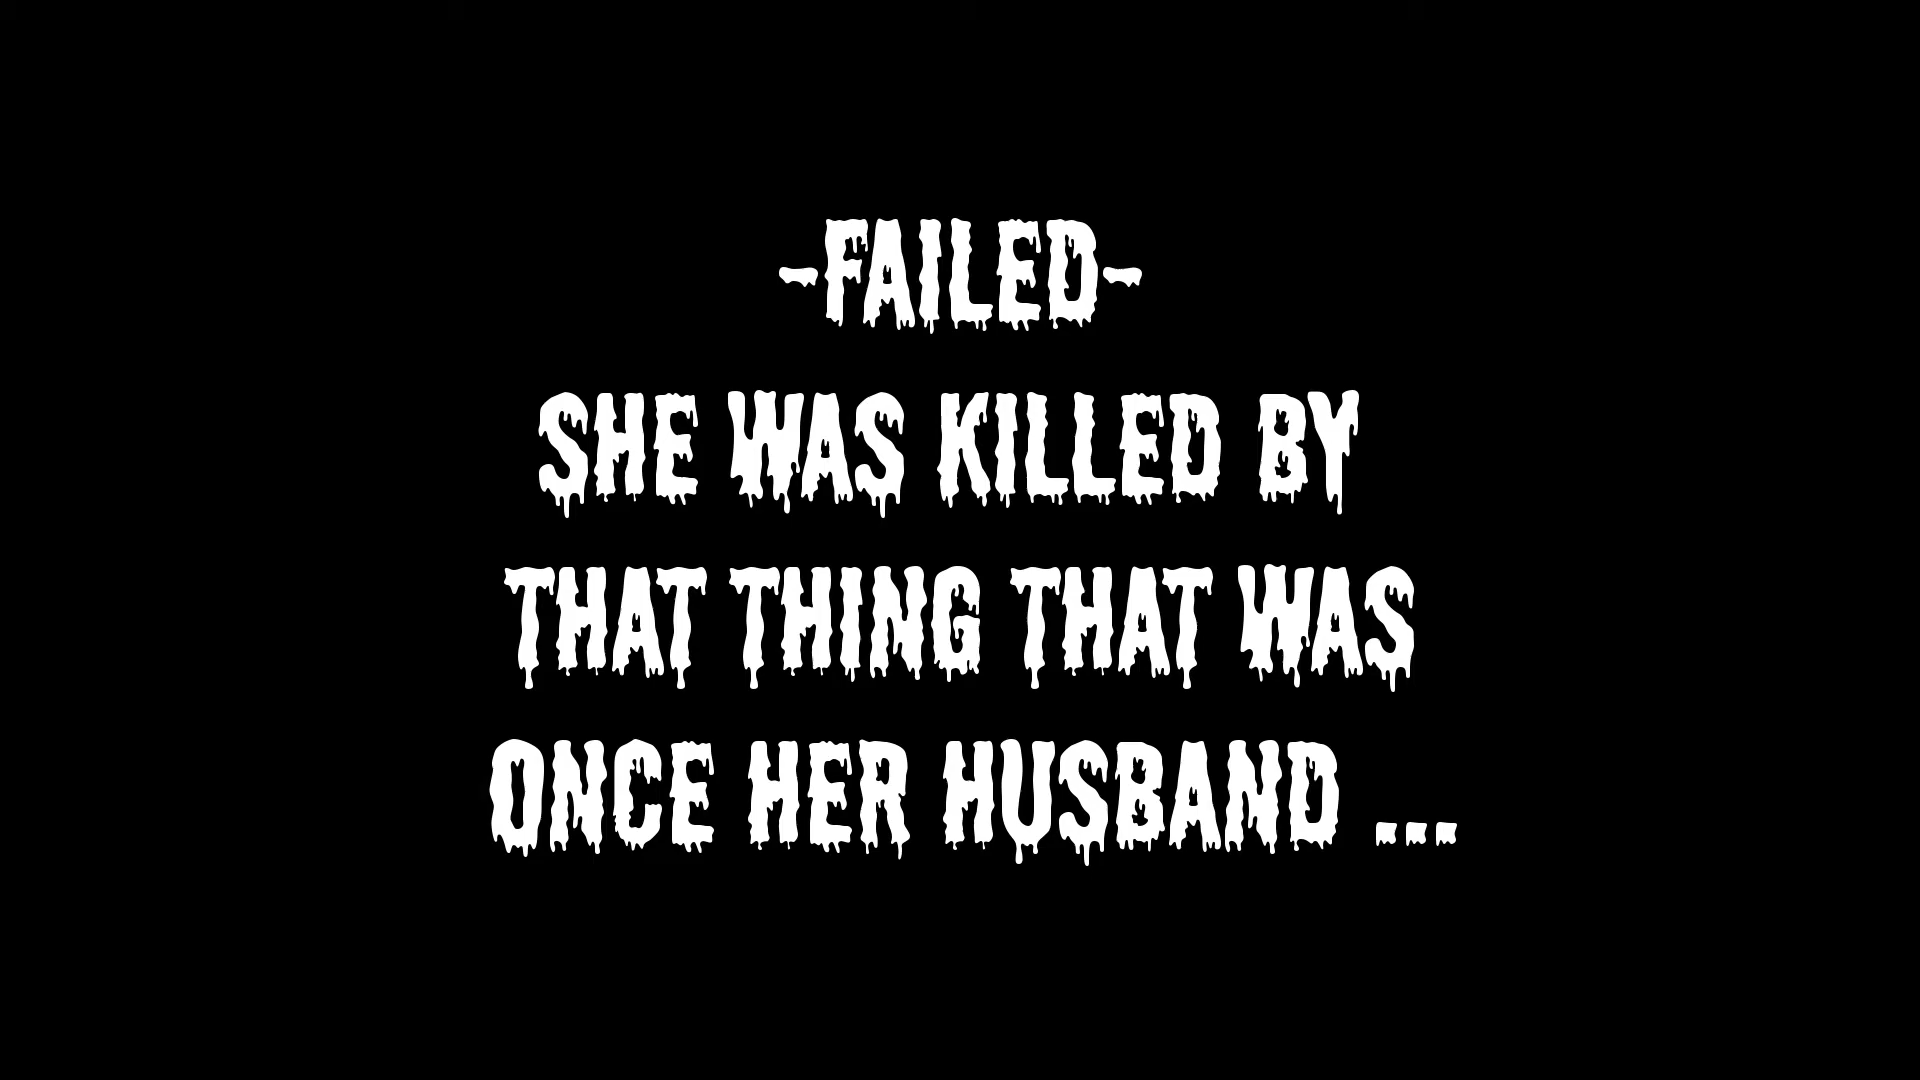 -FAILED-
SHE WAS KILLED BY
THAT THING THAT WAS
ONCE HER HUSBAND ...